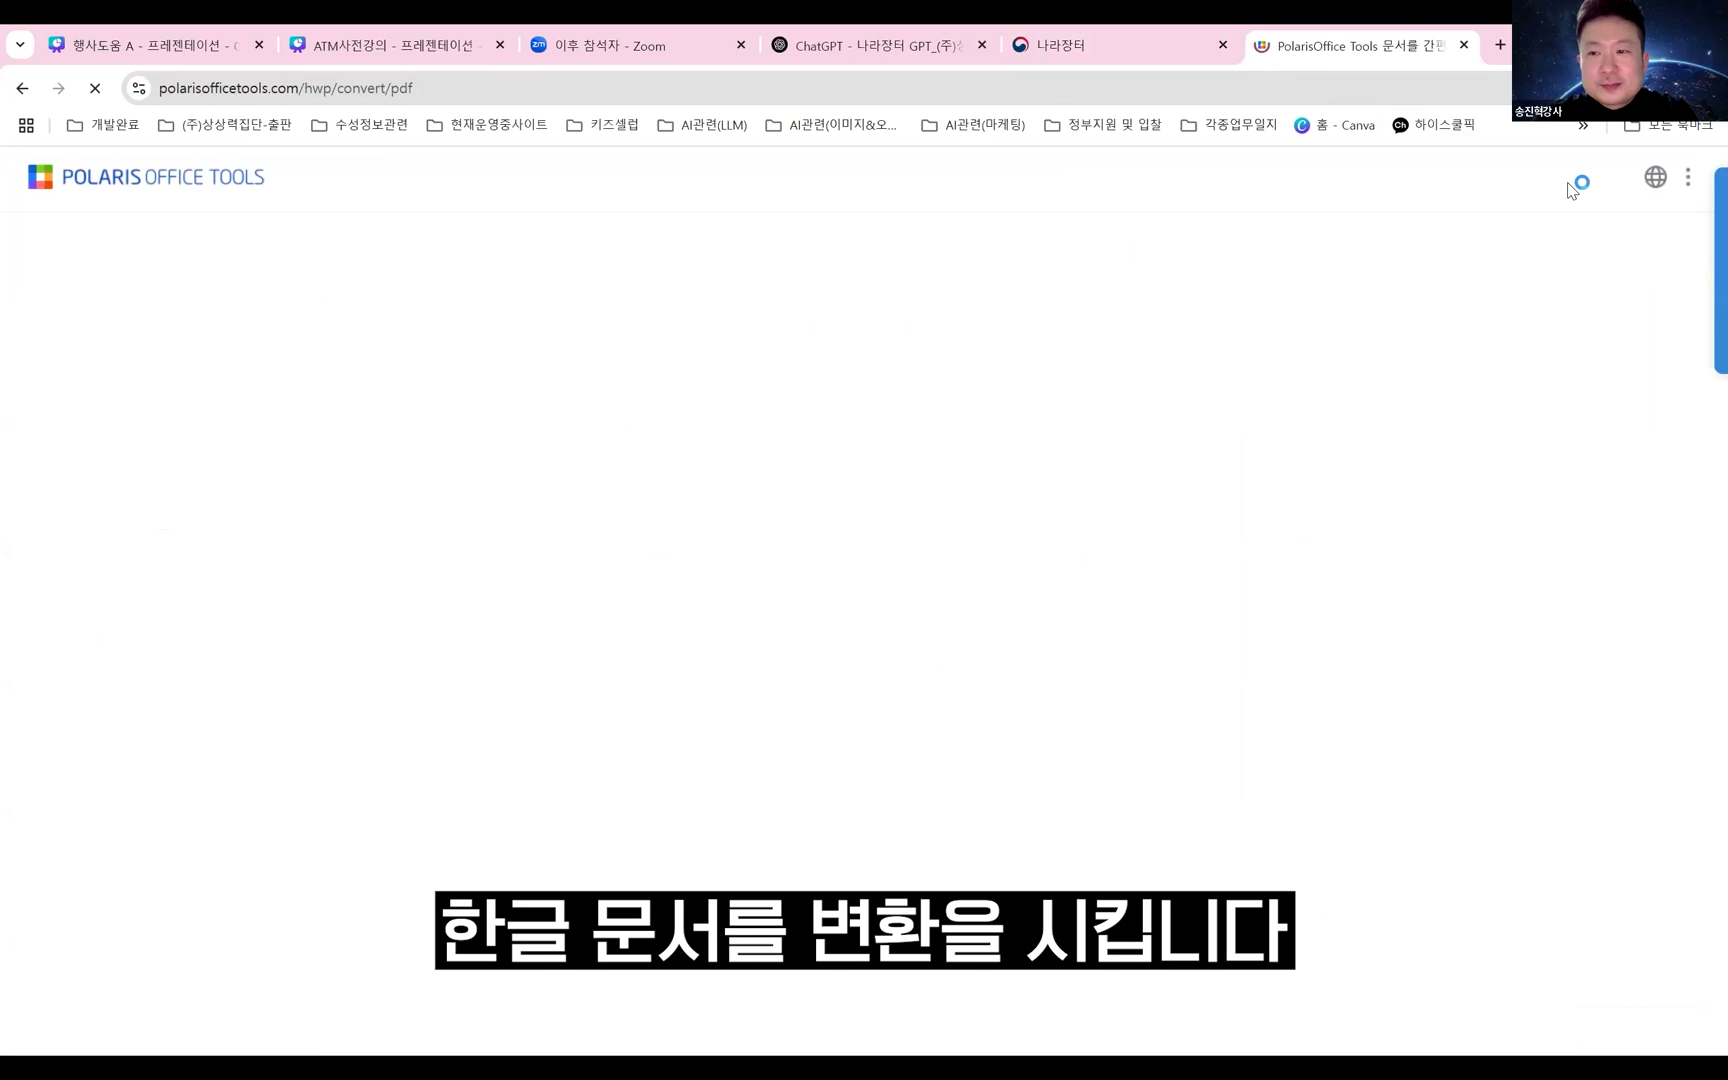 행사도움 A - 프레젠테이션 -
ATM사전강의 - 프레젠테이션 -
zm 이후 참석자 - Zoom
ChatGPT - 나라장터 GPT_(주)
나라장터
PolarisOffice Tools 문서를 간편
polarisofficetools.com/hwp/convert/pdf
개발완료
(주)상상력집단-출판
수성정보관련
현재운영중사이트
키즈셀럽
AI관련(LLM)
AI관련(이미지&오...
AI관련(마케팅)
정부지원 및 입찰
각종업무일지
C 홈 - Canva
Ch 하이스쿨픽
모든 북마크
송진혁강사
POLARIS OFFICE TOOLS
한글 문서를 변환을 시킵니다